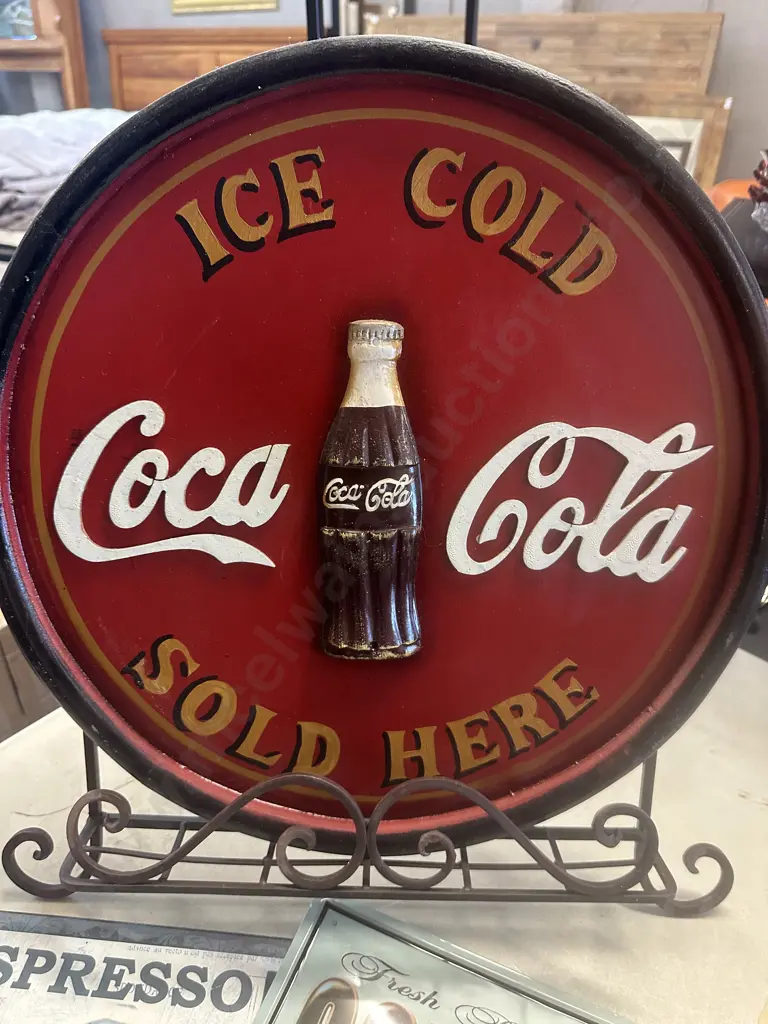 ICE COLD
Coca Cola
Coca-Cola
SOLD HERE
SPRESSO
Fresh